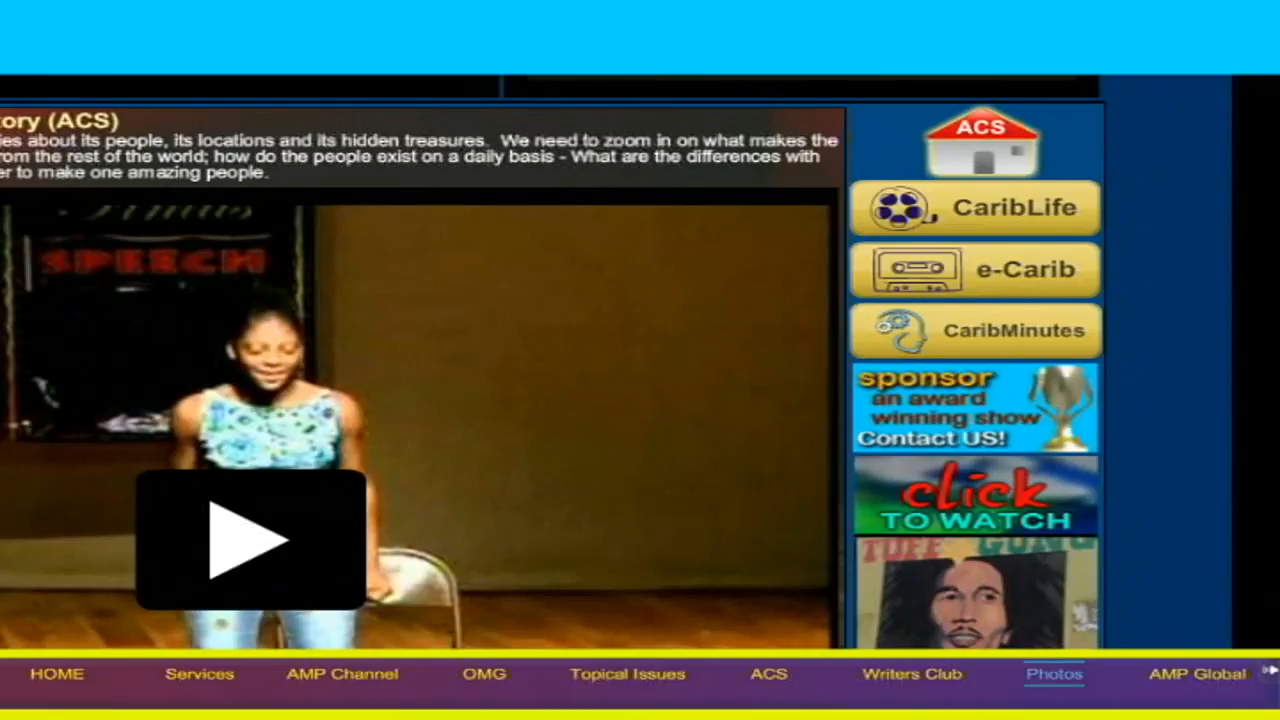 tory (ACS)
ies about its people, its locations and its hidden treasures. We need to zoom in on what makes the
rom the rest of the world; how do the people exist on a daily basis - What are the differences with
er to make one amazing people.
SPEECH
ACS
CaribLife
e-Carib
CaribMinutes
sponsor
an award
winning show
Contact US!
click
TO WATCH
TUFF GONG
HOME Services AMP Channel OMG Topical Issues ACS Writers Club Photos AMP Global